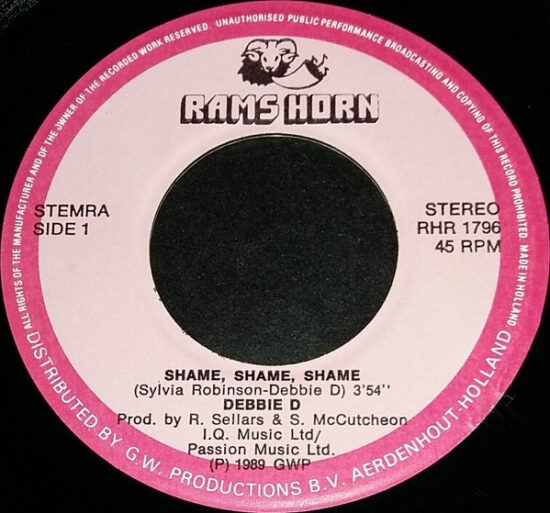 ALL RIGHTS OF THE MANUFACTURER AND OF THE OWNER OF THE RECORDED WORK RESERVED. UNAUTHORISED PUBLIC PERFORMANCE BROADCASTING AND COPYING OF THIS RECORD PROHIBITED. MADE IN HOLLAND.
RAMS HORN
STEMRA
SIDE 1
STEREO
RHR 1796
45 RPM
SHAME, SHAME, SHAME
(Sylvia Robinson-Debbie D) 3'54''
DEBBIE D
Prod. by R. Sellars & S. McCutcheon
I.Q. Music Ltd/
Passion Music Ltd.
(P) 1989 GWP
DISTRIBUTED BY G.W. PRODUCTIONS B.V. AERDENHOUT-HOLLAND